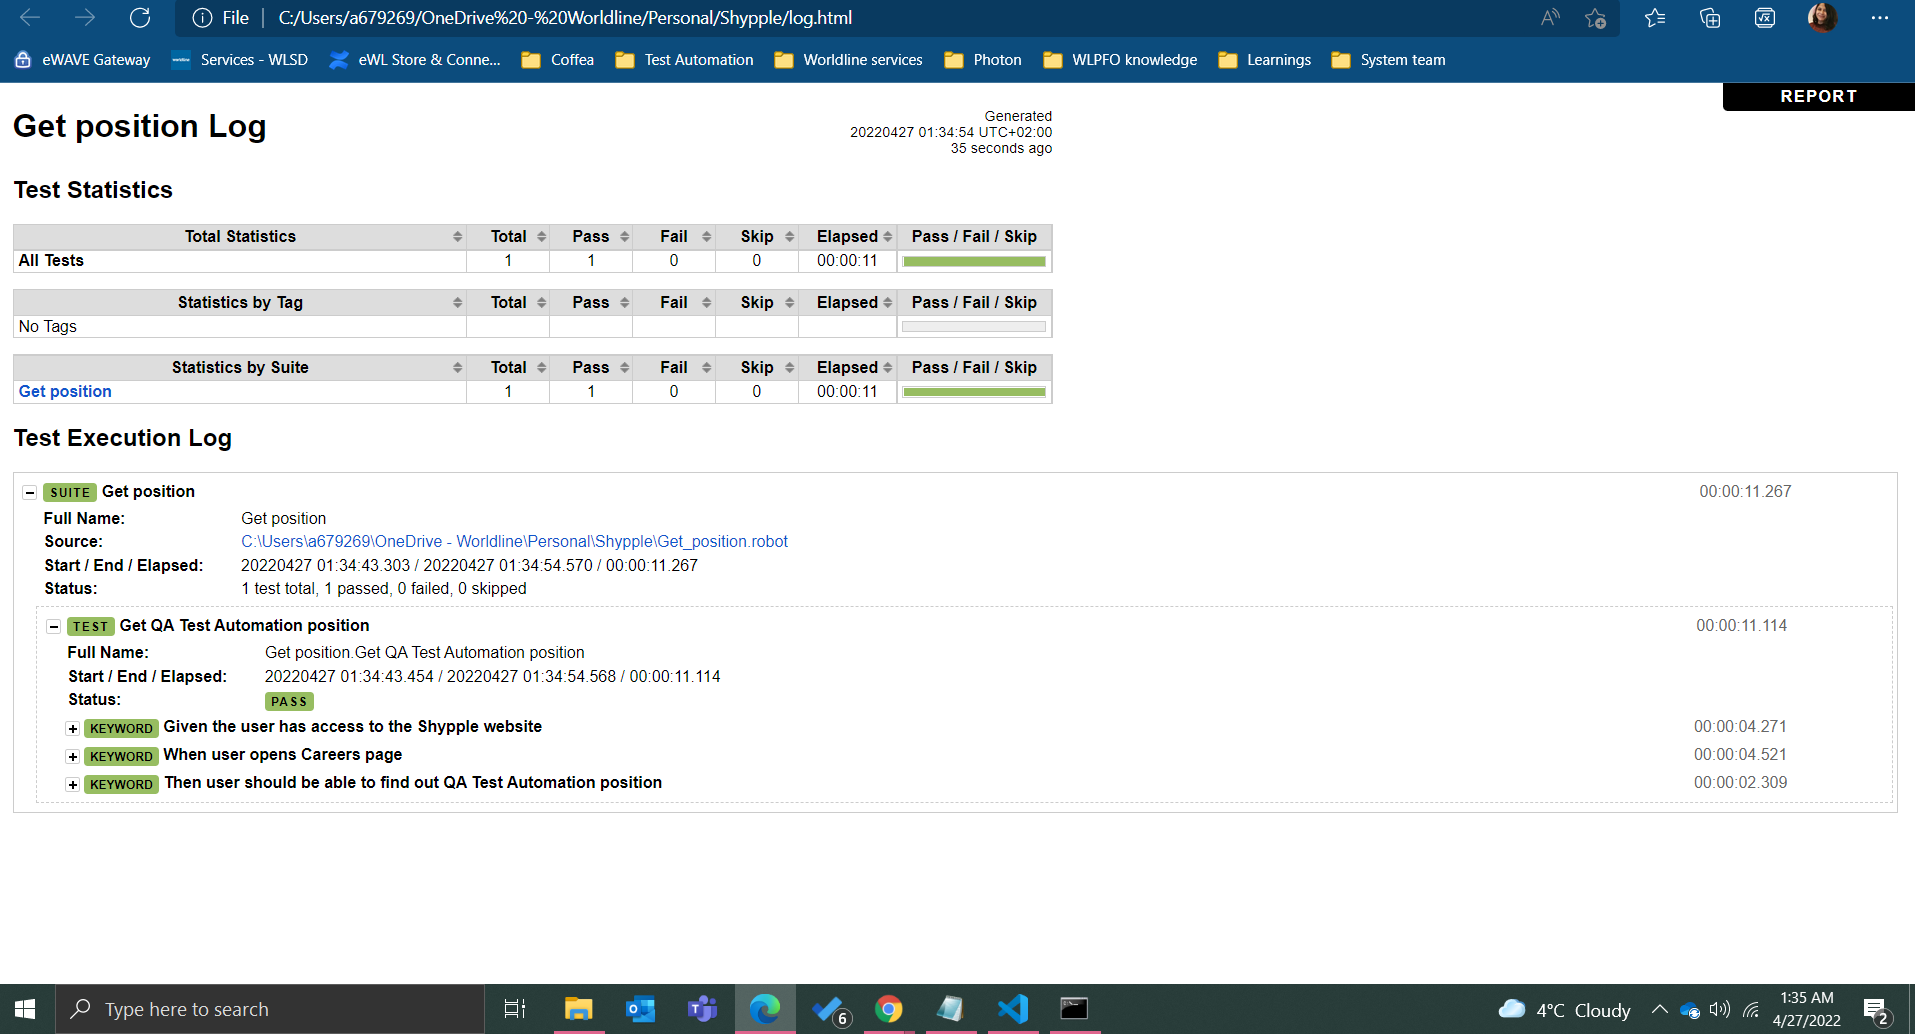 File C:/Users/a679269/OneDrive%20-%20Worldline/Personal/Shypple/log.html
eWAVE Gateway Services - WLSD eWL Store & Conne... Coffea Test Automation Worldline services Photon WLPFO knowledge Learnings System team
REPORT
Get position Log
Generated
20220427 01:34:54 UTC+02:00
35 seconds ago
Test Statistics
Total Statistics Total Pass Fail Skip Elapsed Pass / Fail / Skip
All Tests 1 1 0 0 00:00:11
Statistics by Tag Total Pass Fail Skip Elapsed Pass / Fail / Skip
No Tags
Statistics by Suite Total Pass Fail Skip Elapsed Pass / Fail / Skip
Get position 1 1 0 0 00:00:11
Test Execution Log
SUITE Get position 00:00:11.267
Full Name: Get position
Source: C:\Users\a679269\OneDrive - Worldline\Personal\Shypple\Get_position.robot
Start / End / Elapsed: 20220427 01:34:43.303 / 20220427 01:34:54.570 / 00:00:11.267
Status: 1 test total, 1 passed, 0 failed, 0 skipped
TEST Get QA Test Automation position 00:00:11.114
Full Name: Get position.Get QA Test Automation position
Start / End / Elapsed: 20220427 01:34:43.454 / 20220427 01:34:54.568 / 00:00:11.114
Status: PASS
KEYWORD Given the user has access to the Shypple website 00:00:04.271
KEYWORD When user opens Careers page 00:00:04.521
KEYWORD Then user should be able to find out QA Test Automation position 00:00:02.309
Type here to search 6 4°C Cloudy 1:35 AM
4/27/2022 2